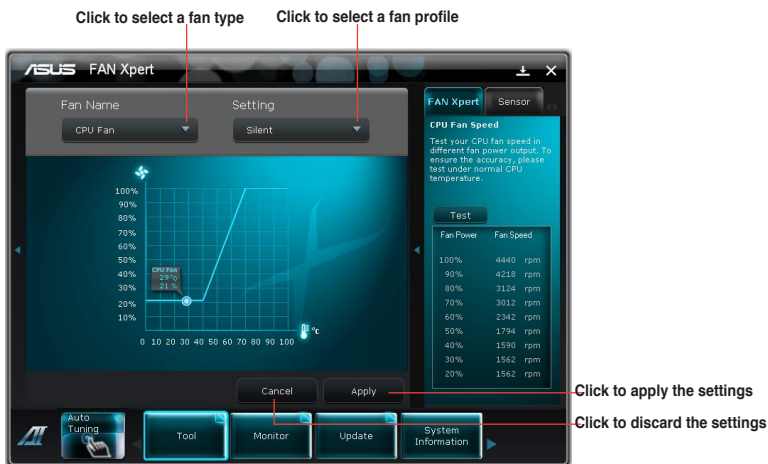 Click to select a fan type
Click to select a fan profile
ASUS FAN Xpert
Fan Name
Setting
CPU Fan
Silent
100%
90%
80%
70%
60%
50%
40%
30%
20%
10%
CPU Fan
29°c
21 %
0 10 20 30 40 50 60 70 80 90 100
°c
Cancel
Apply
FAN Xpert
Sensor
CPU Fan Speed
Test your CPU fan speed in
different fan power output. To
ensure the accuracy, please
test under normal CPU
temperature.
Test
Fan Power Fan Speed
100% 4440 rpm
90% 4218 rpm
80% 3124 rpm
70% 3012 rpm
60% 2342 rpm
50% 1794 rpm
40% 1590 rpm
30% 1562 rpm
20% 1562 rpm
Click to apply the settings
Click to discard the settings
Auto
Tuning
Tool
Monitor
Update
System
Information